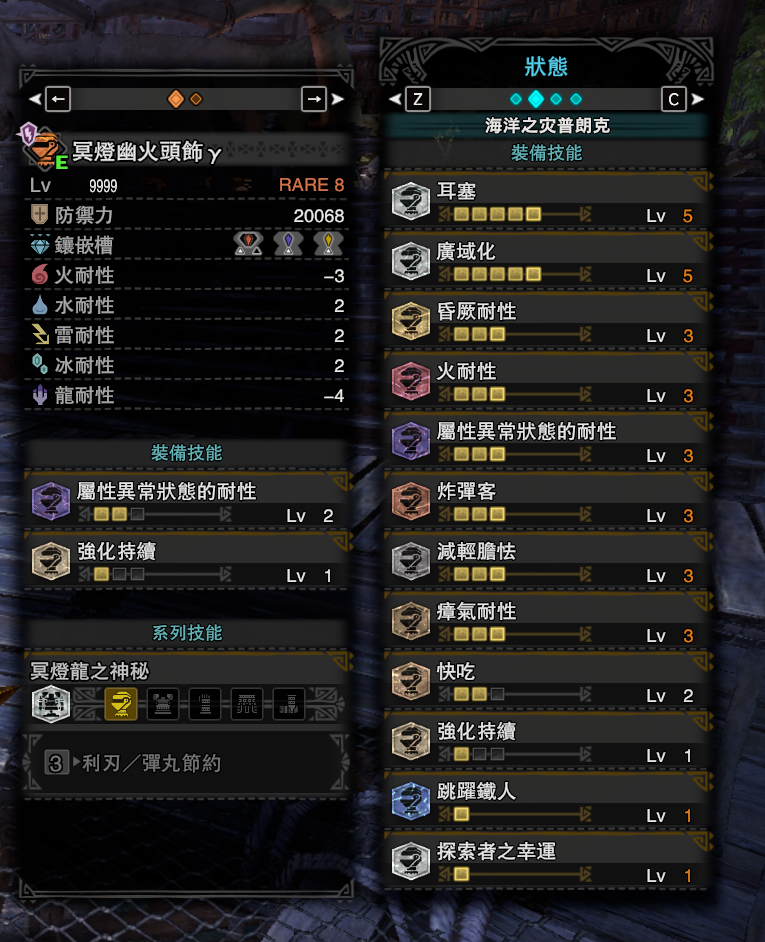 ←
→
冥燈幽火頭飾γ
E
Lv 9999 RARE 8
防禦力 20068
鑲嵌槽
火耐性 -3
水耐性 2
雷耐性 2
冰耐性 2
龍耐性 -4
裝備技能
屬性異常狀態的耐性
Lv 2
強化持續
Lv 1
系列技能
冥燈龍之神秘
3 利刃／彈丸節約
狀態
Z
C
海洋之灾普朗克
裝備技能
耳塞
Lv 5
廣域化
Lv 5
昏厥耐性
Lv 3
火耐性
Lv 3
屬性異常狀態的耐性
Lv 3
炸彈客
Lv 3
減輕膽怯
Lv 3
瘴氣耐性
Lv 3
快吃
Lv 2
強化持續
Lv 1
跳躍鐵人
Lv 1
探索者之幸運
Lv 1